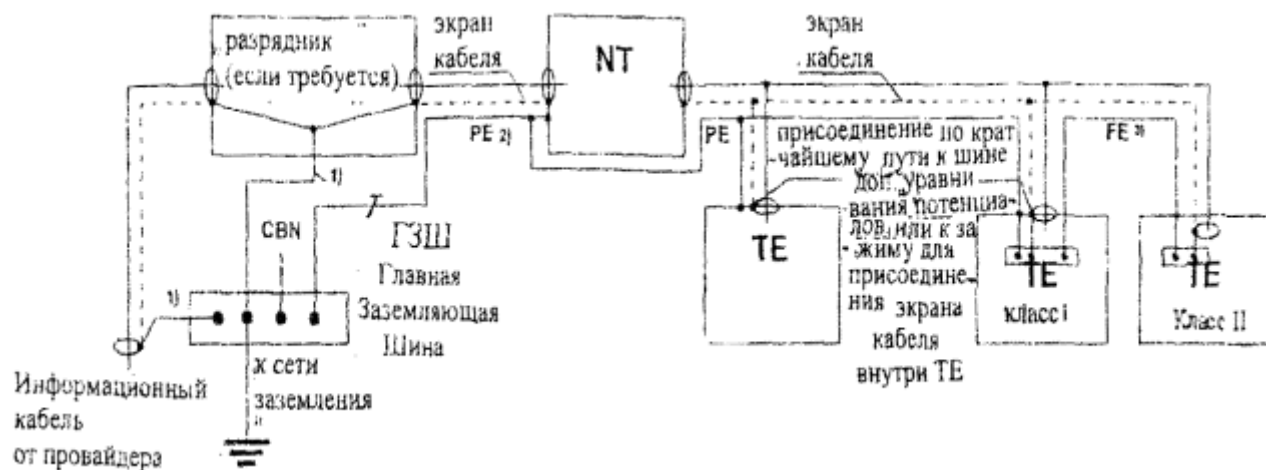 разрядник
(если требуется)
экран
кабеля
NT
экран
кабеля
PE 2)
PE
FE 3)
присоединение по крат
чайшему пути к шине
доп. уравни
вания потенциа
лов или к за
жиму для
присоедине
ния экрана
кабеля
внутри TE
1)
CBN
ГЗШ
Главная
Заземляющая
Шина
1)
TE
TE
класс I
TE
Класс II
к сети
заземления
Информационный
кабель
от провайдера